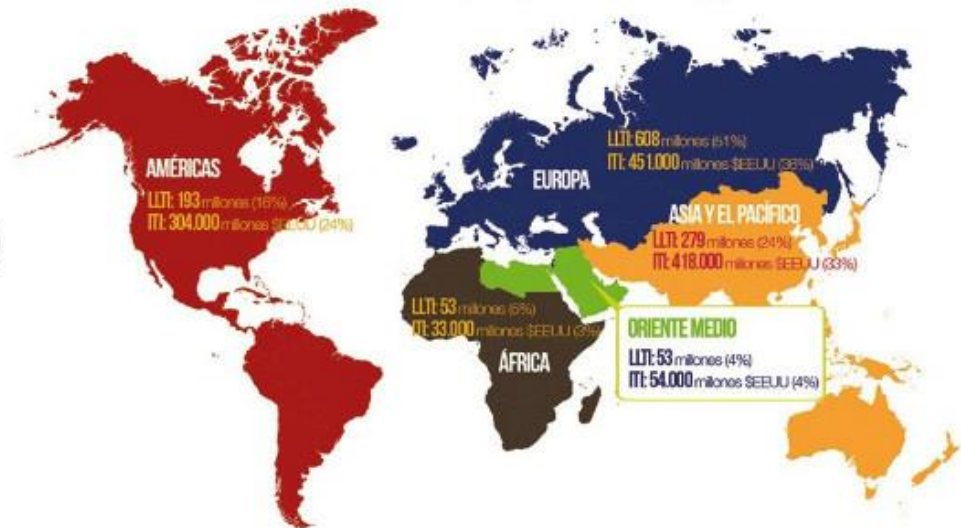 AMÉRICAS
LLTI: 193 millones (16%)
ITI: 304.000 millones $EEUU (24%)
EUROPA
LLTI: 608 millones (51%)
ITI: 451.000 millones $EEUU (36%)
ASIA Y EL PACÍFICO
LLTI: 279 millones (24%)
ITI: 418.000 millones $EEUU (33%)
LLTI: 53 millones (5%)
ITI: 33.000 millones $EEUU (3%)
ÁFRICA
ORIENTE MEDIO
LLTI: 53 millones (4%)
ITI: 54.000 millones $EEUU (4%)